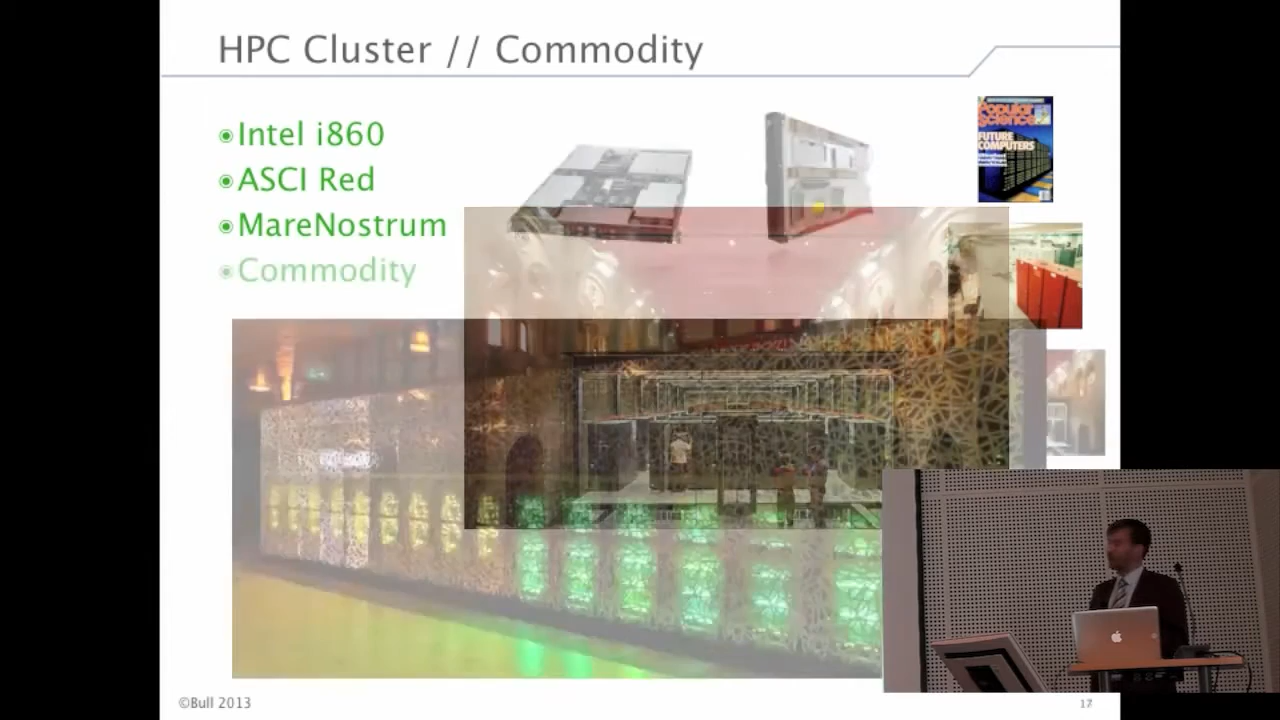 HPC Cluster // Commodity
Intel i860
ASCI Red
MareNostrum
Commodity
Popular
Science
FUTURE
COMPUTERS
©Bull 2013
17